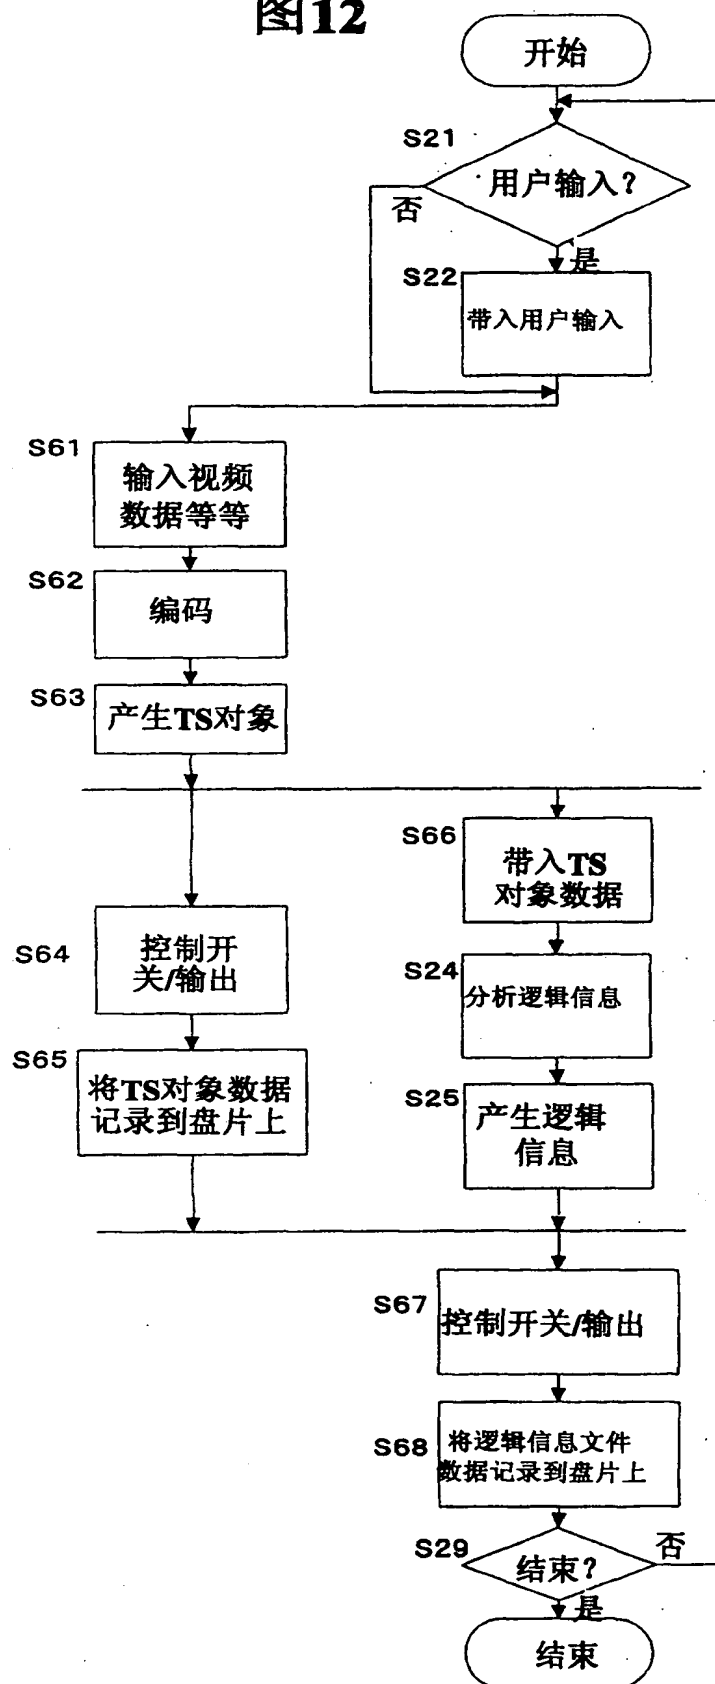 图12
开始
S21
用户输入?
否
是
S22
带入用户输入
S61
输入视频
数据等等
S62
编码
S63
产生TS对象
S66
带入TS
对象数据
S64
控制开
关/输出
S24
分析逻辑信息
S65
将TS对象数据
记录到盘片上
S25
产生逻辑
信息
S67
控制开关/输出
S68
将逻辑信息文件
数据记录到盘片上
S29
结束?
否
是
结束